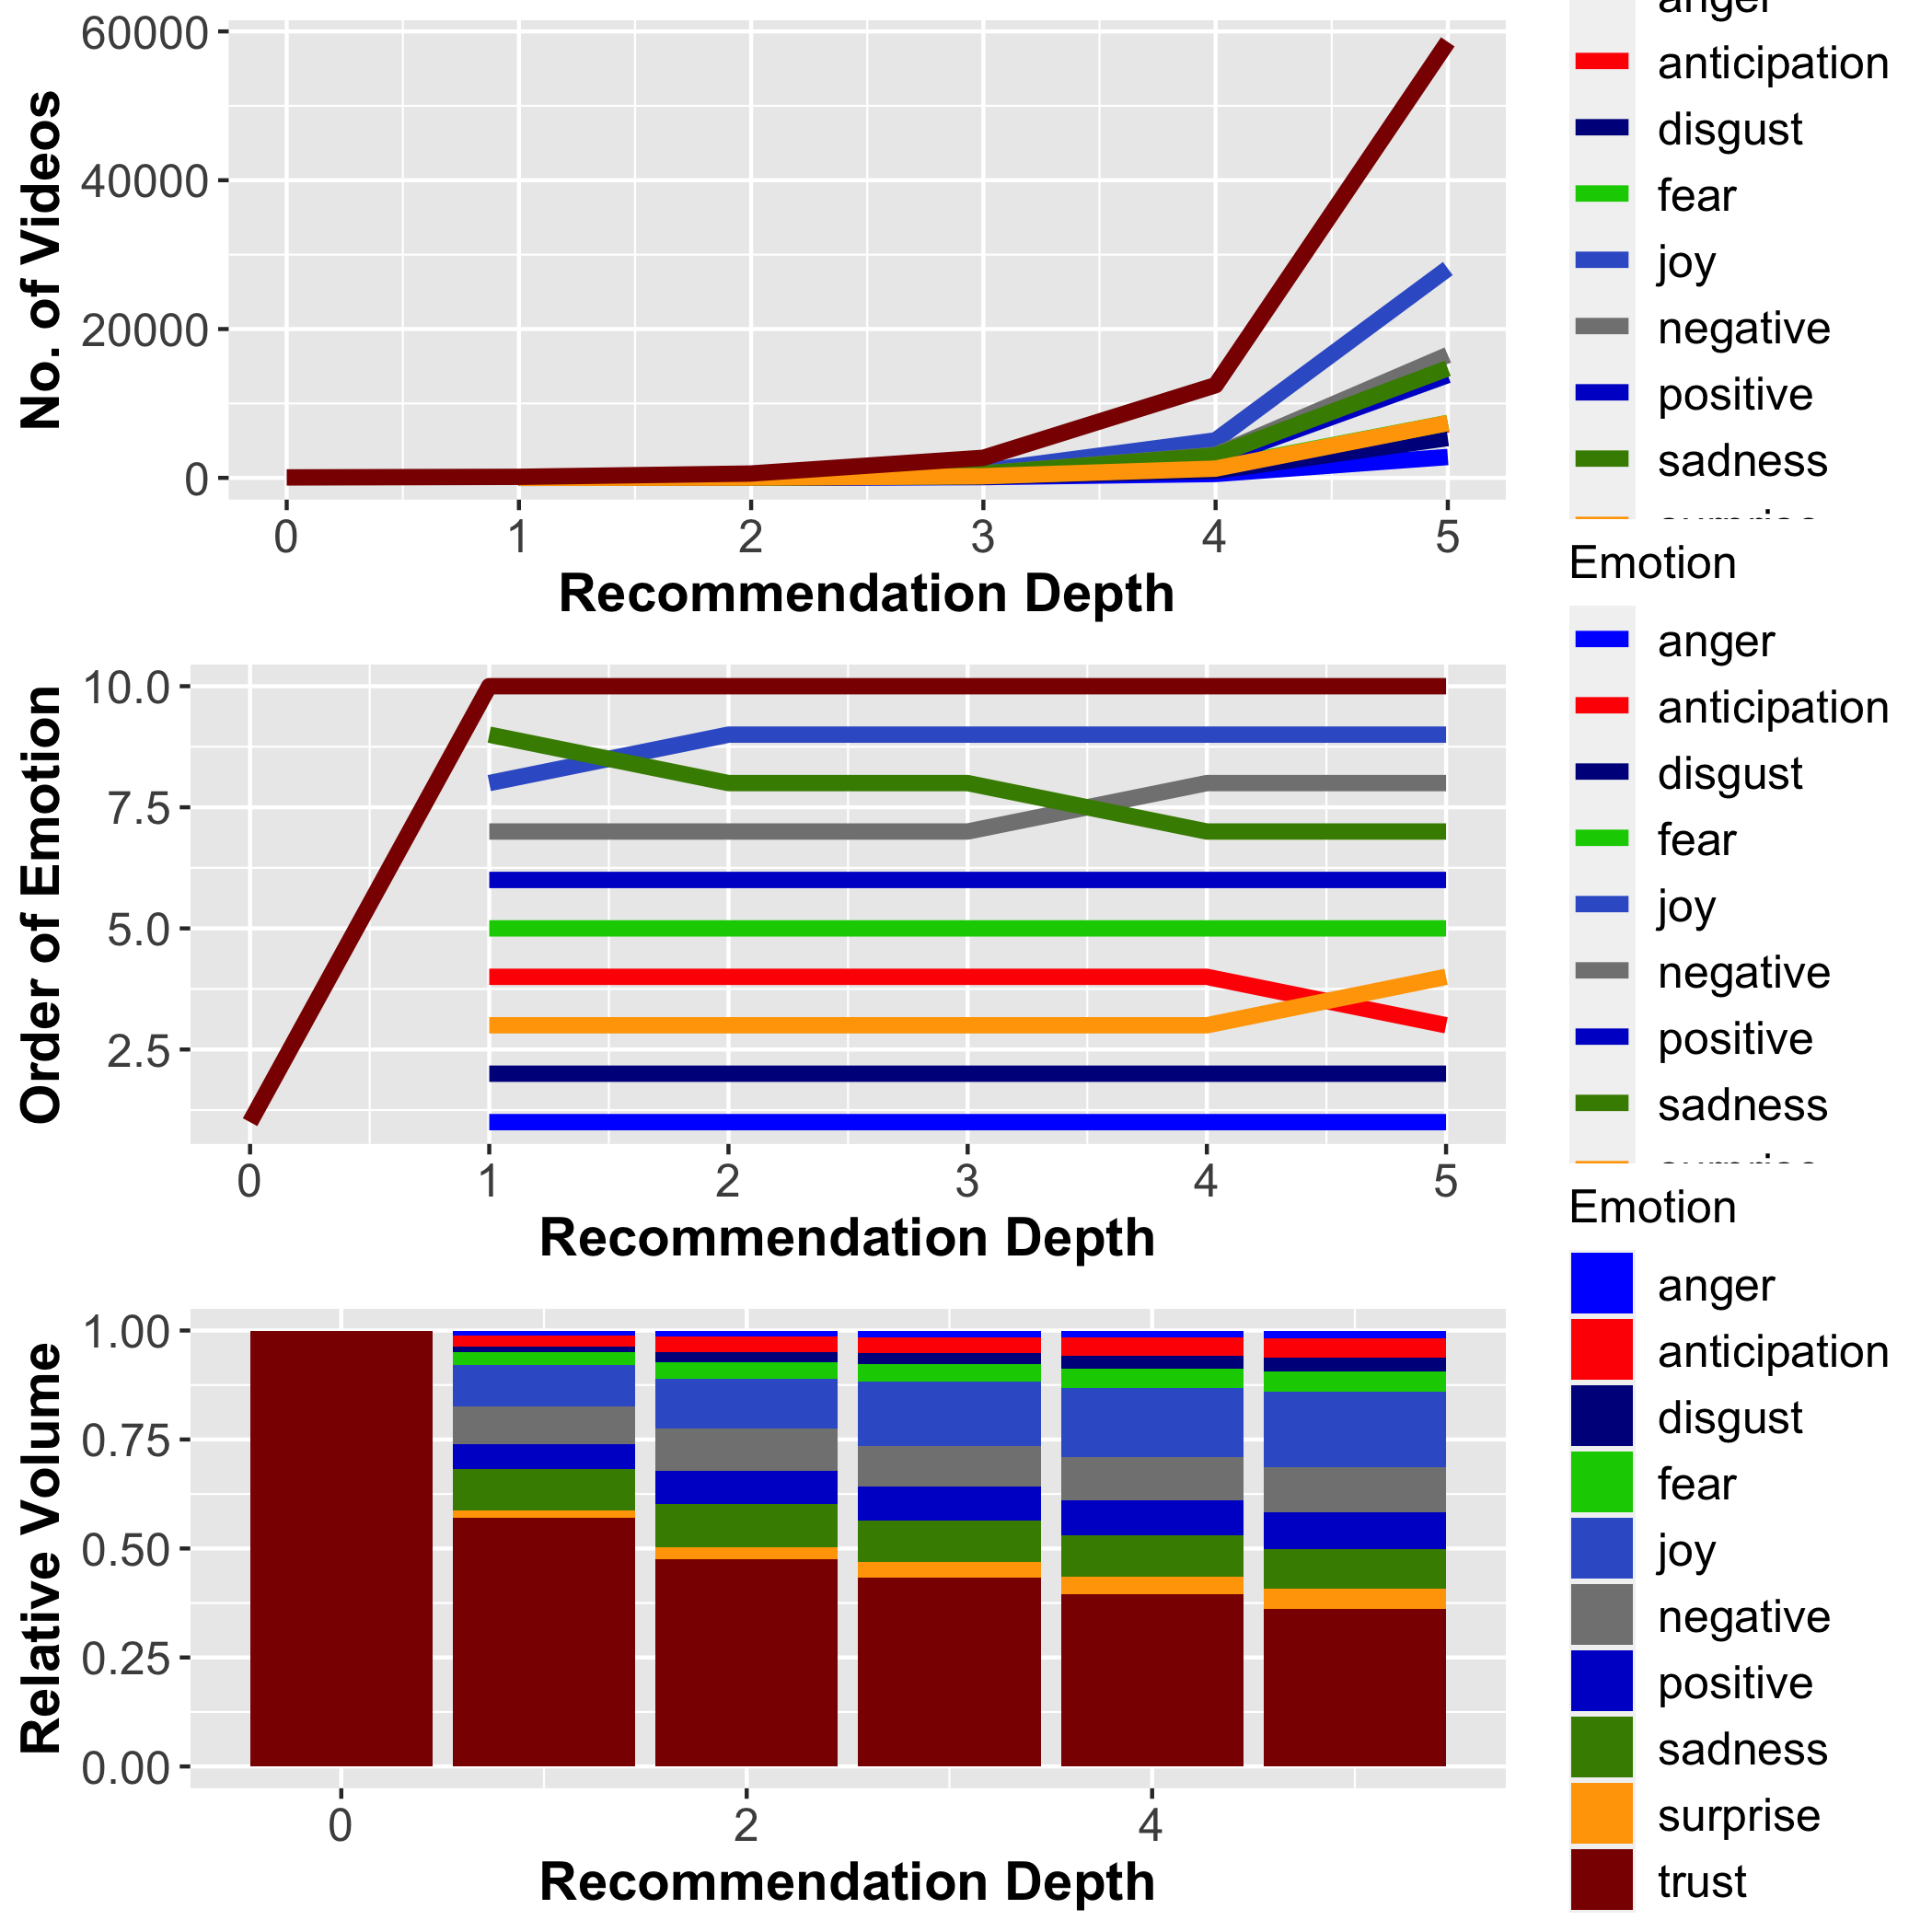 60000
40000
20000
0
No. of Videos
0 1 2 3 4 5
Recommendation Depth
anger
anticipation
disgust
fear
joy
negative
positive
sadness
surprise
10.0
7.5
5.0
2.5
Order of Emotion
0 1 2 3 4 5
Recommendation Depth
Emotion
anger
anticipation
disgust
fear
joy
negative
positive
sadness
surprise
1.00
0.75
0.50
0.25
0.00
Relative Volume
0 2 4
Recommendation Depth
Emotion
anger
anticipation
disgust
fear
joy
negative
positive
sadness
surprise
trust